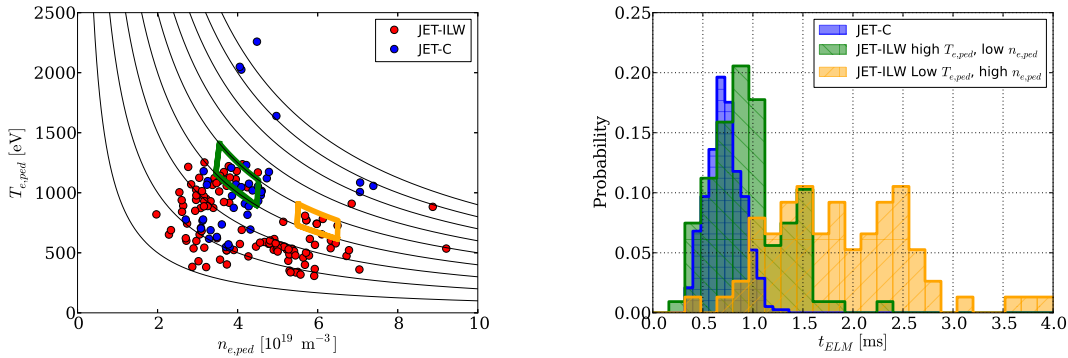 2500
2000
1500
1000
500
0
T_{e,ped} [eV]
0 2 4 6 8 10
n_{e,ped} [10^{19} m^{-3}]
JET-ILW
JET-C
0.25
0.20
0.15
0.10
0.05
0.00
Probability
0.0 0.5 1.0 1.5 2.0 2.5 3.0 3.5 4.0
t_{ELM} [ms]
JET-C
JET-ILW high T_{e,ped}, low n_{e,ped}
JET-ILW Low T_{e,ped}, high n_{e,ped}